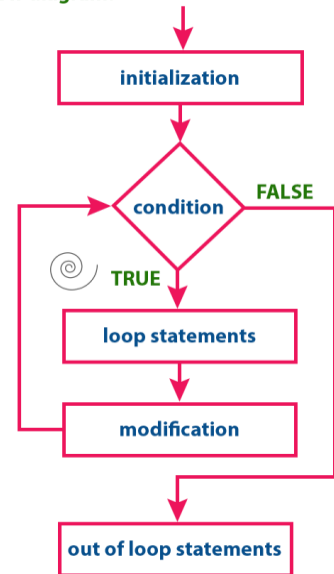 initialization
condition
FALSE
TRUE
loop statements
modification
out of loop statements